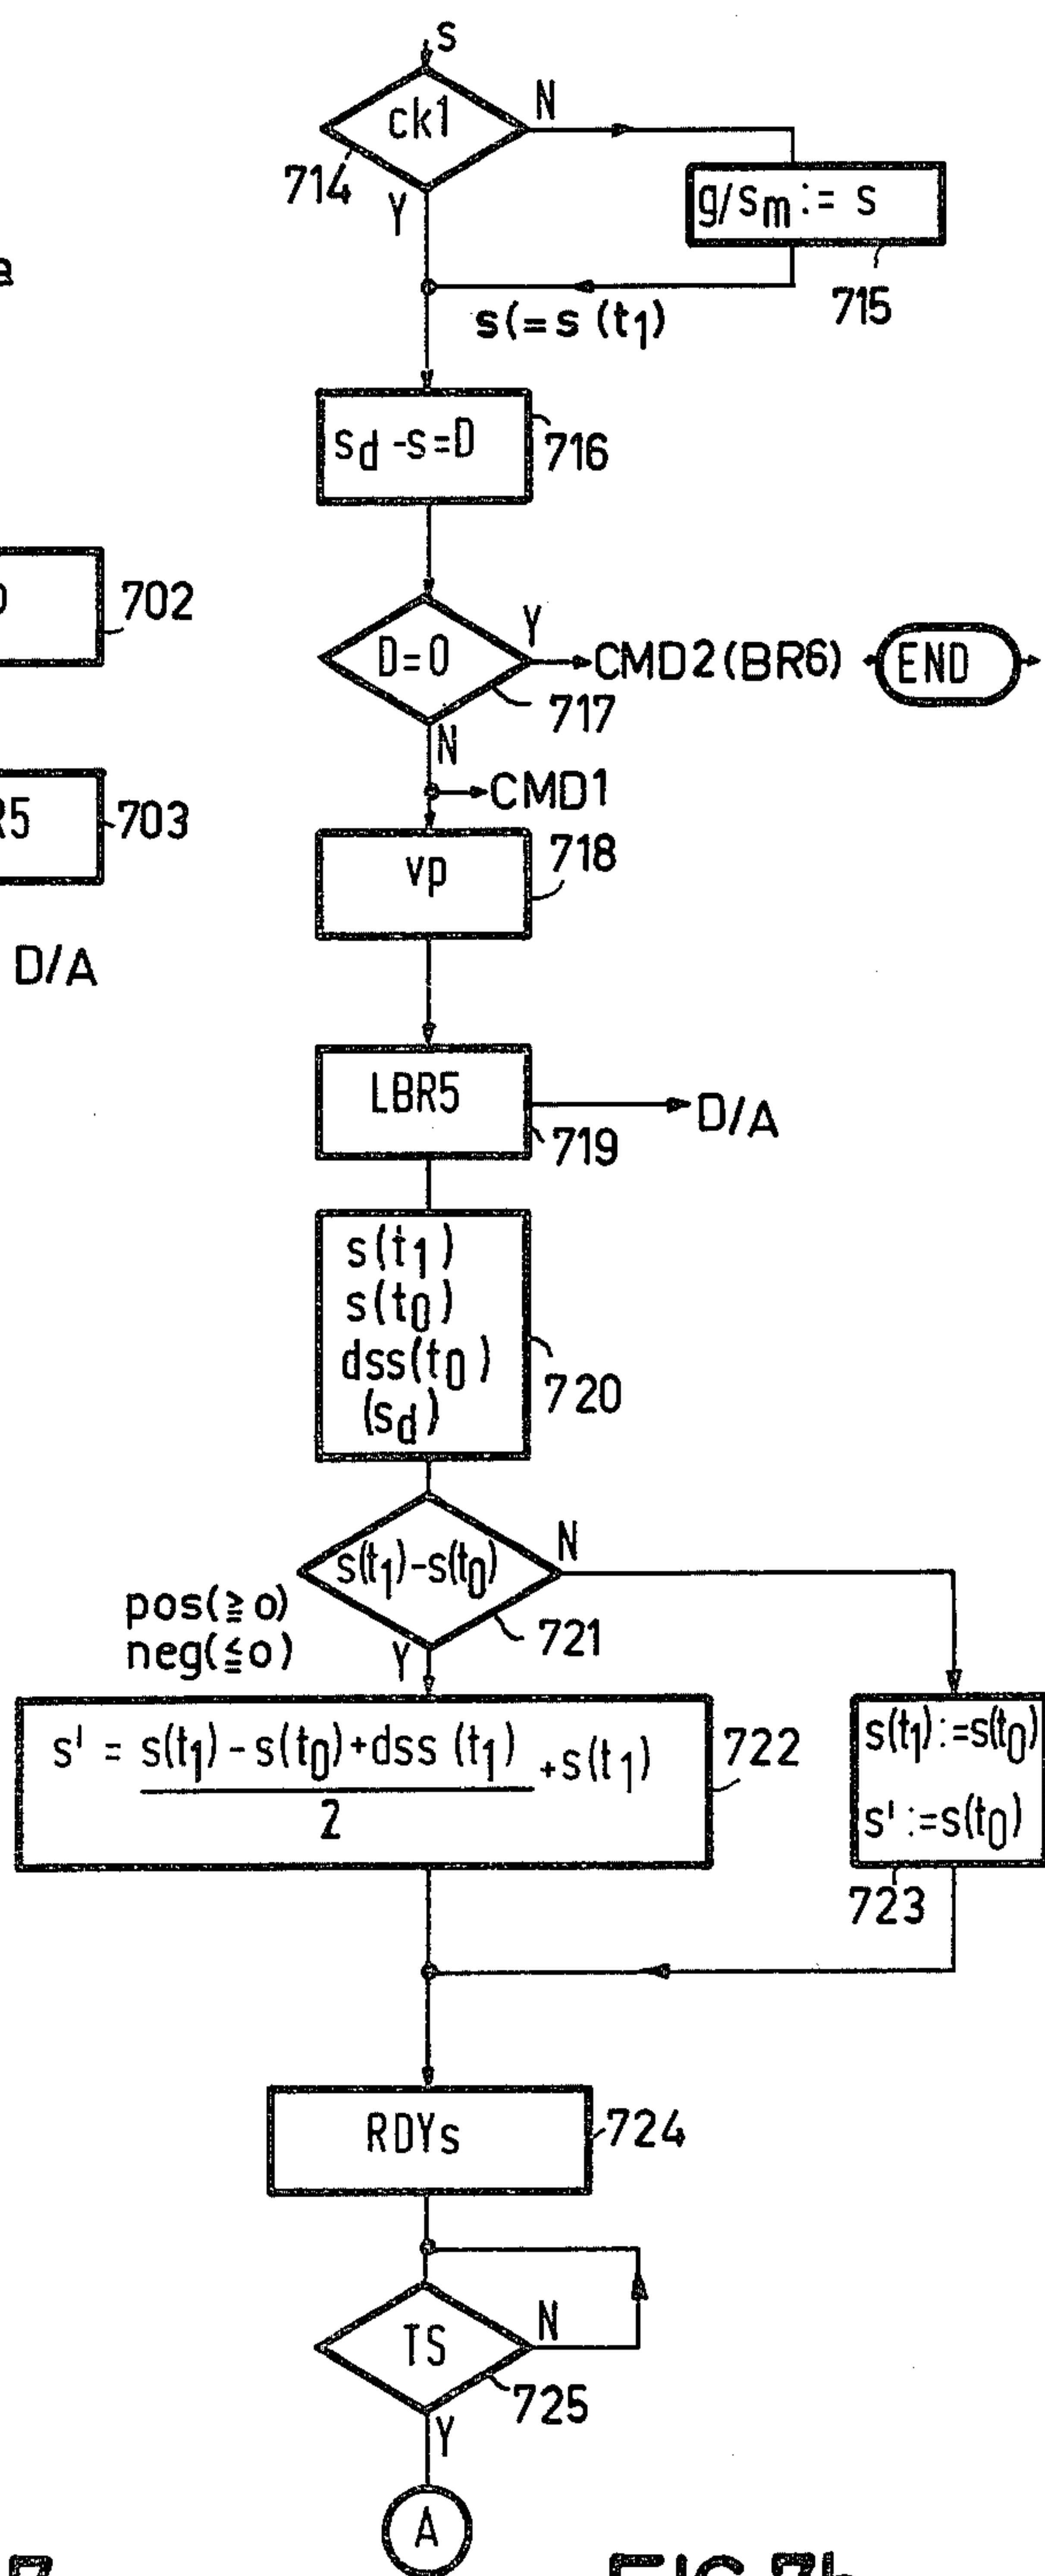 s
ck1
N
714
Y
g/sm := s
715
s(=s (t1)
sd -s=D
716
702
D=0
Y
CMD2(BR6)
END
717
N
CMD1
703
vp
718
D/A
LBR5
D/A
719
s(t1)
s(t0)
dss(t0)
(sd)
720
s(t1)-s(t0)
N
pos(≧o)
neg(≦o)
721
Y
s' = s(t1) - s(t0)+dss (t1) +s(t1)
2
722
s(t1):=s(t0)
s' :=s(t0)
723
RDYs
724
TS
N
725
Y
A